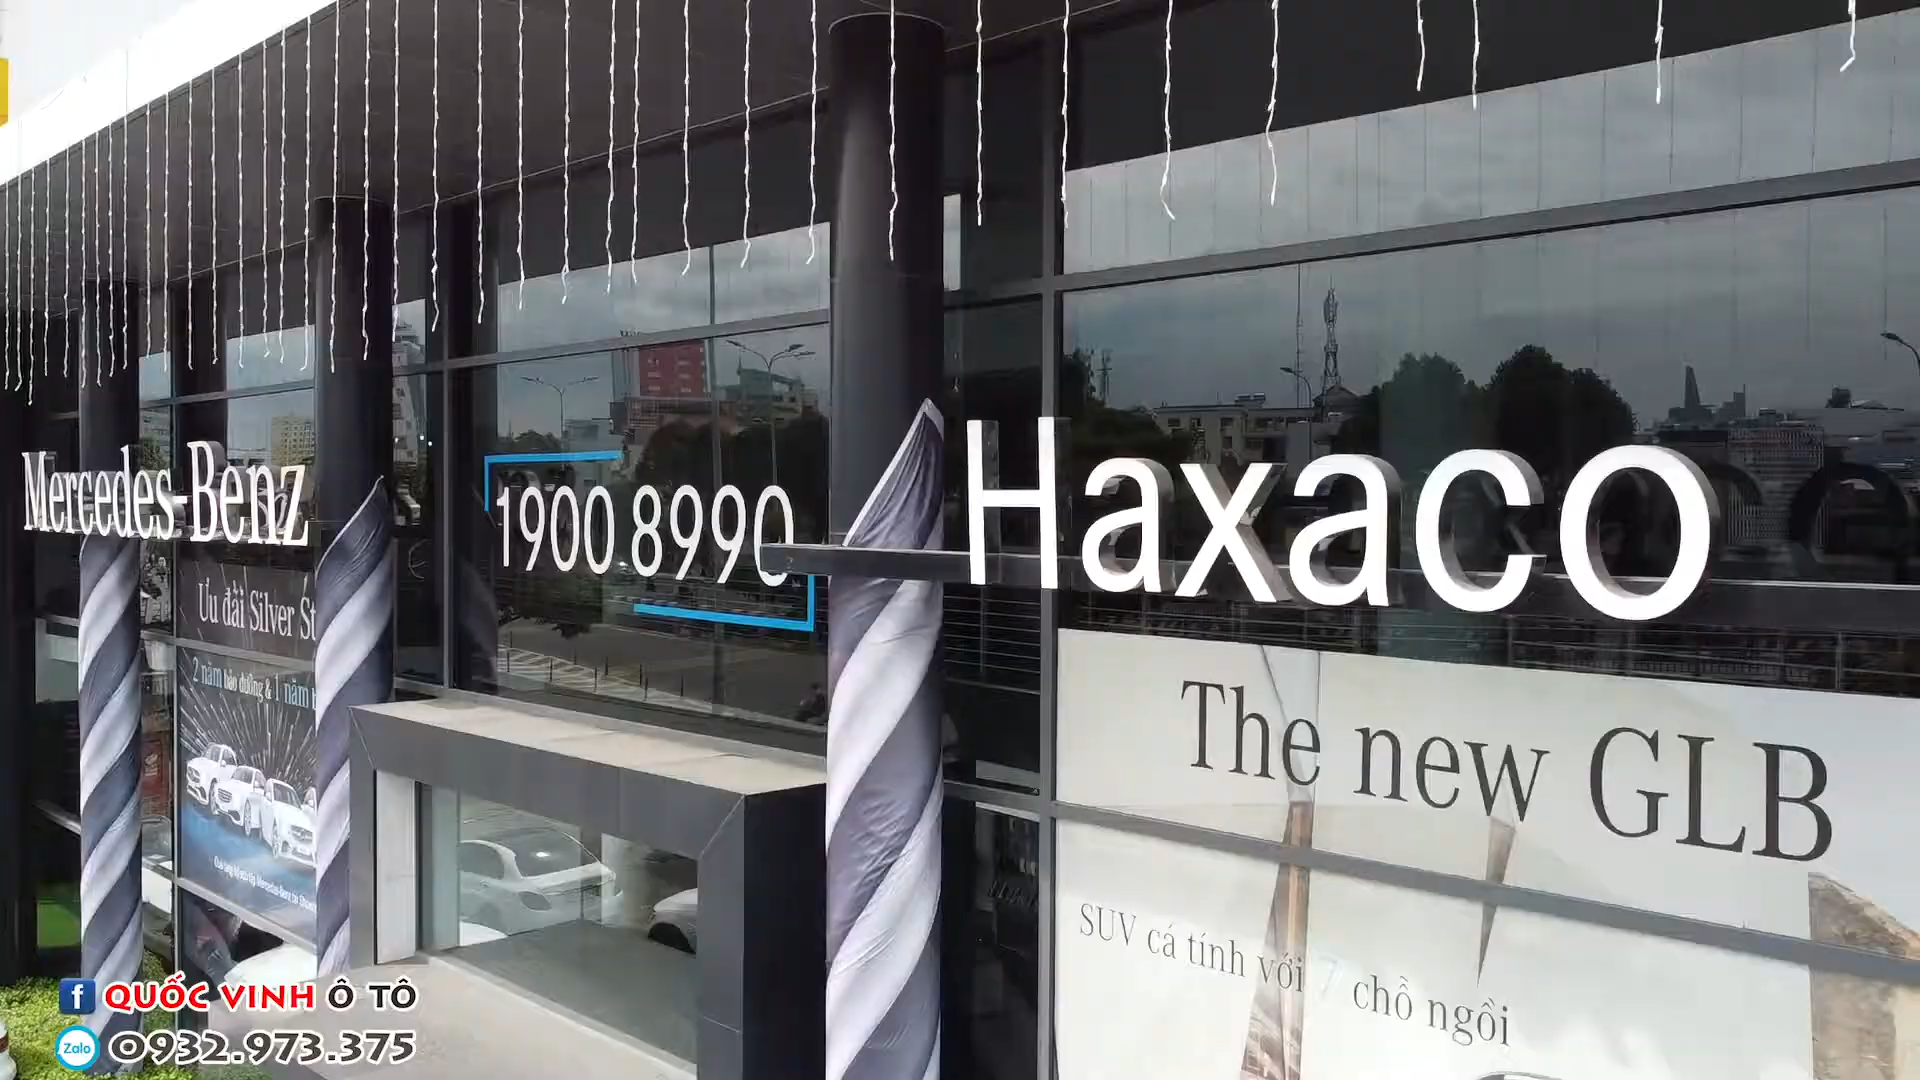 Mercedes-Benz
1900 8990
Haxaco
Ưu đãi Silver St
2 năm bảo dưỡng & 1 năm
The new GLB
SUV cá tính với 7 chỗ ngồi
QUỐC VINH Ô TÔ
Zalo
0932.973.375